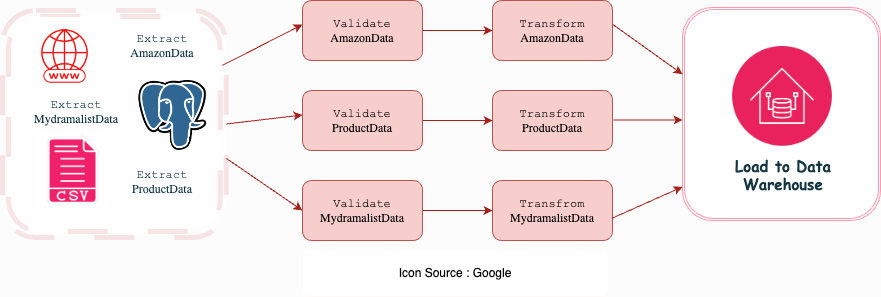 Extract
AmazonData
www
Extract
MydramalistData
CSV
Extract
ProductData
Validate
AmazonData
Transform
AmazonData
Validate
ProductData
Transform
ProductData
Validate
MydramalistData
Transfrom
MydramalistData
Load to Data
Warehouse
Icon Source : Google